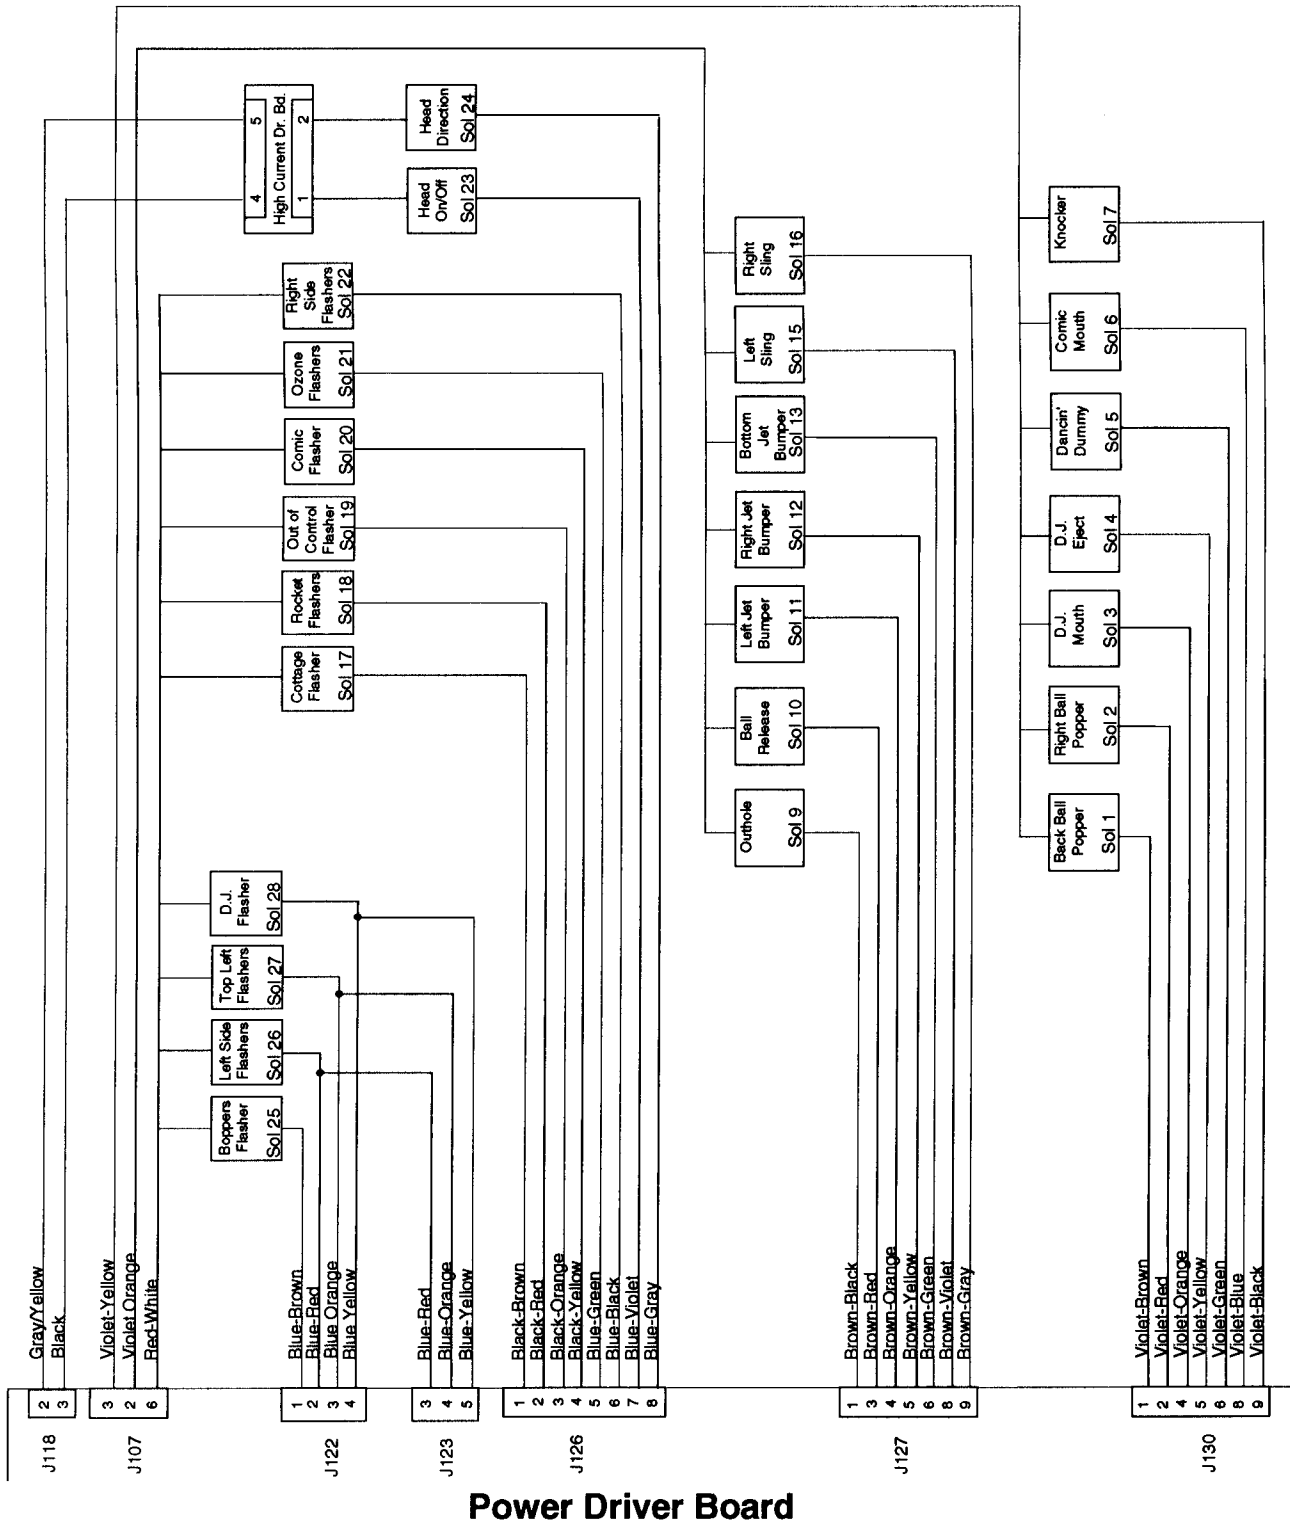 High Current Dr. Bd.
5
4
2
1
Head
Direction
Sol 24
Head
On/Off
Sol 23
Right
Side
Flashers
Sol 22
Ozone
Flashers
Sol 21
Comic
Flasher
Sol 20
Out of
Control
Flasher
Sol 19
Rocket
Flashers
Sol 18
Cottage
Flasher
Sol 17
D.J.
Flasher
Sol 28
Top Left
Flashers
Sol 27
Left Side
Flashers
Sol 26
Boppers
Flasher
Sol 25
Right
Sling
Sol 16
Left
Sling
Sol 15
Bottom
Jet
Bumper
Sol 13
Right Jet
Bumper
Sol 12
Left Jet
Bumper
Sol 11
Ball
Release
Sol 10
Outhole
Sol 9
Knocker
Sol 7
Comic
Mouth
Sol 6
Dancin'
Dummy
Sol 5
D.J.
Eject
Sol 4
D.J.
Mouth
Sol 3
Right Ball
Popper
Sol 2
Back Ball
Popper
Sol 1
Gray/Yellow
Black
Violet-Yellow
Violet Orange
Red-White
Blue-Brown
Blue-Red
Blue Orange
Blue Yellow
Blue-Red
Blue-Orange
Blue-Yellow
Black-Brown
Black-Red
Black-Orange
Black-Yellow
Blue-Green
Blue-Black
Blue-Violet
Blue-Gray
Brown-Black
Brown-Red
Brown-Orange
Brown-Yellow
Brown-Green
Brown-Violet
Brown-Gray
Violet-Brown
Violet-Red
Violet-Orange
Violet-Yellow
Violet-Green
Violet-Blue
Violet-Black
2
3
3
2
6
1
2
3
4
3
4
5
1
2
3
4
5
6
7
8
1
3
4
5
6
8
9
1
2
4
5
6
8
9
J118
J107
J122
J123
J126
J127
J130
Power Driver Board